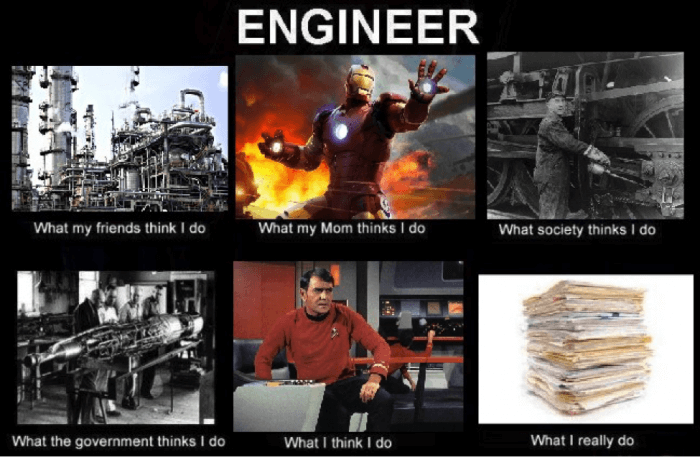 ENGINEER
What my friends think I do
What my Mom thinks I do
What society thinks I do
What the government thinks I do
What I think I do
What I really do